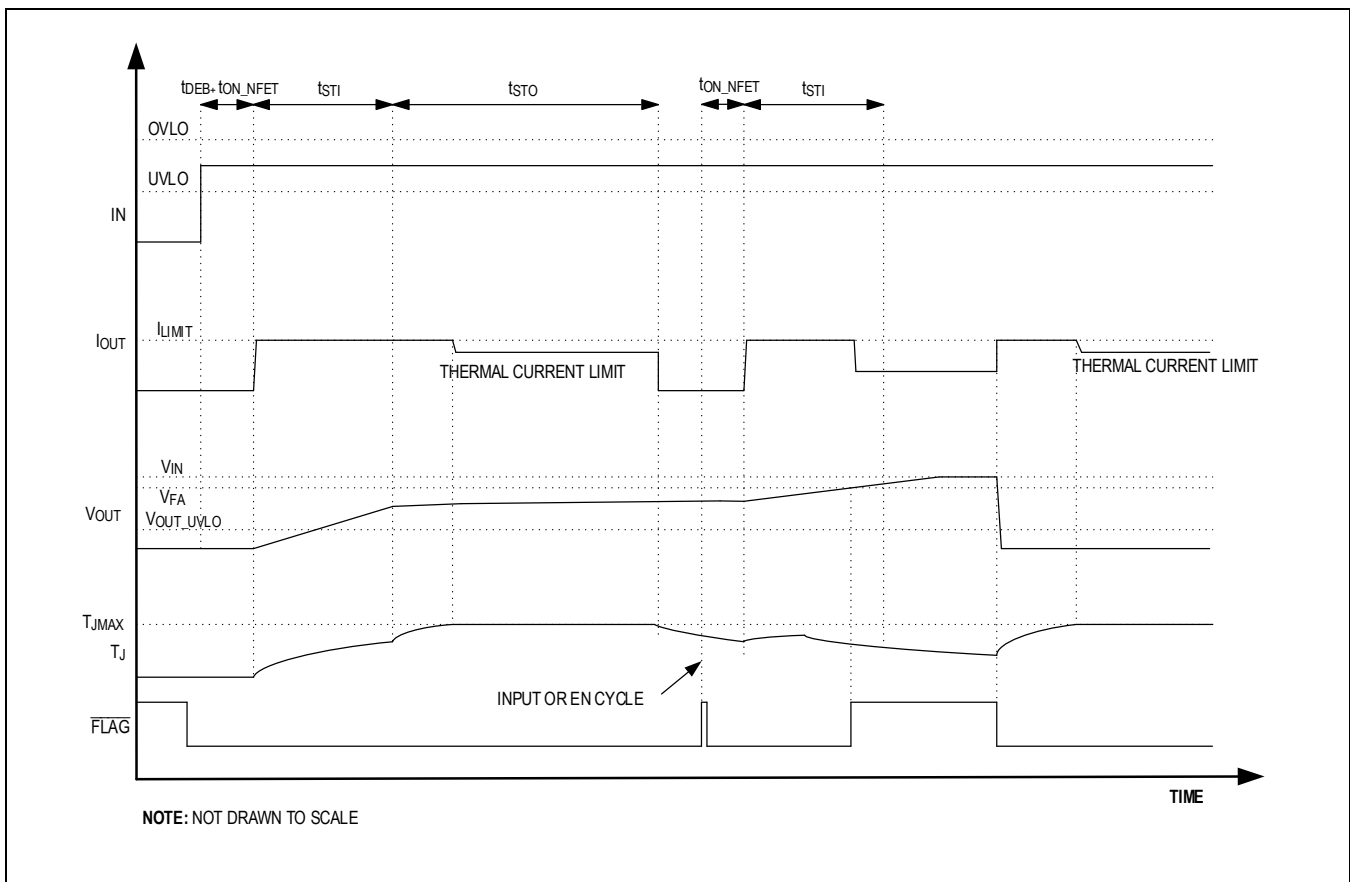 tDEB+ tON_NFET tSTI tSTO tON_NFET tSTI
OVLO
UVLO
IN
ILIMIT
IOUT
THERMAL CURRENT LIMIT THERMAL CURRENT LIMIT
VIN
VFA
VOUT
VOUT_UVLO
TJMAX
TJ
INPUT OR EN CYCLE
FLAG
TIME
NOTE: NOT DRAWN TO SCALE